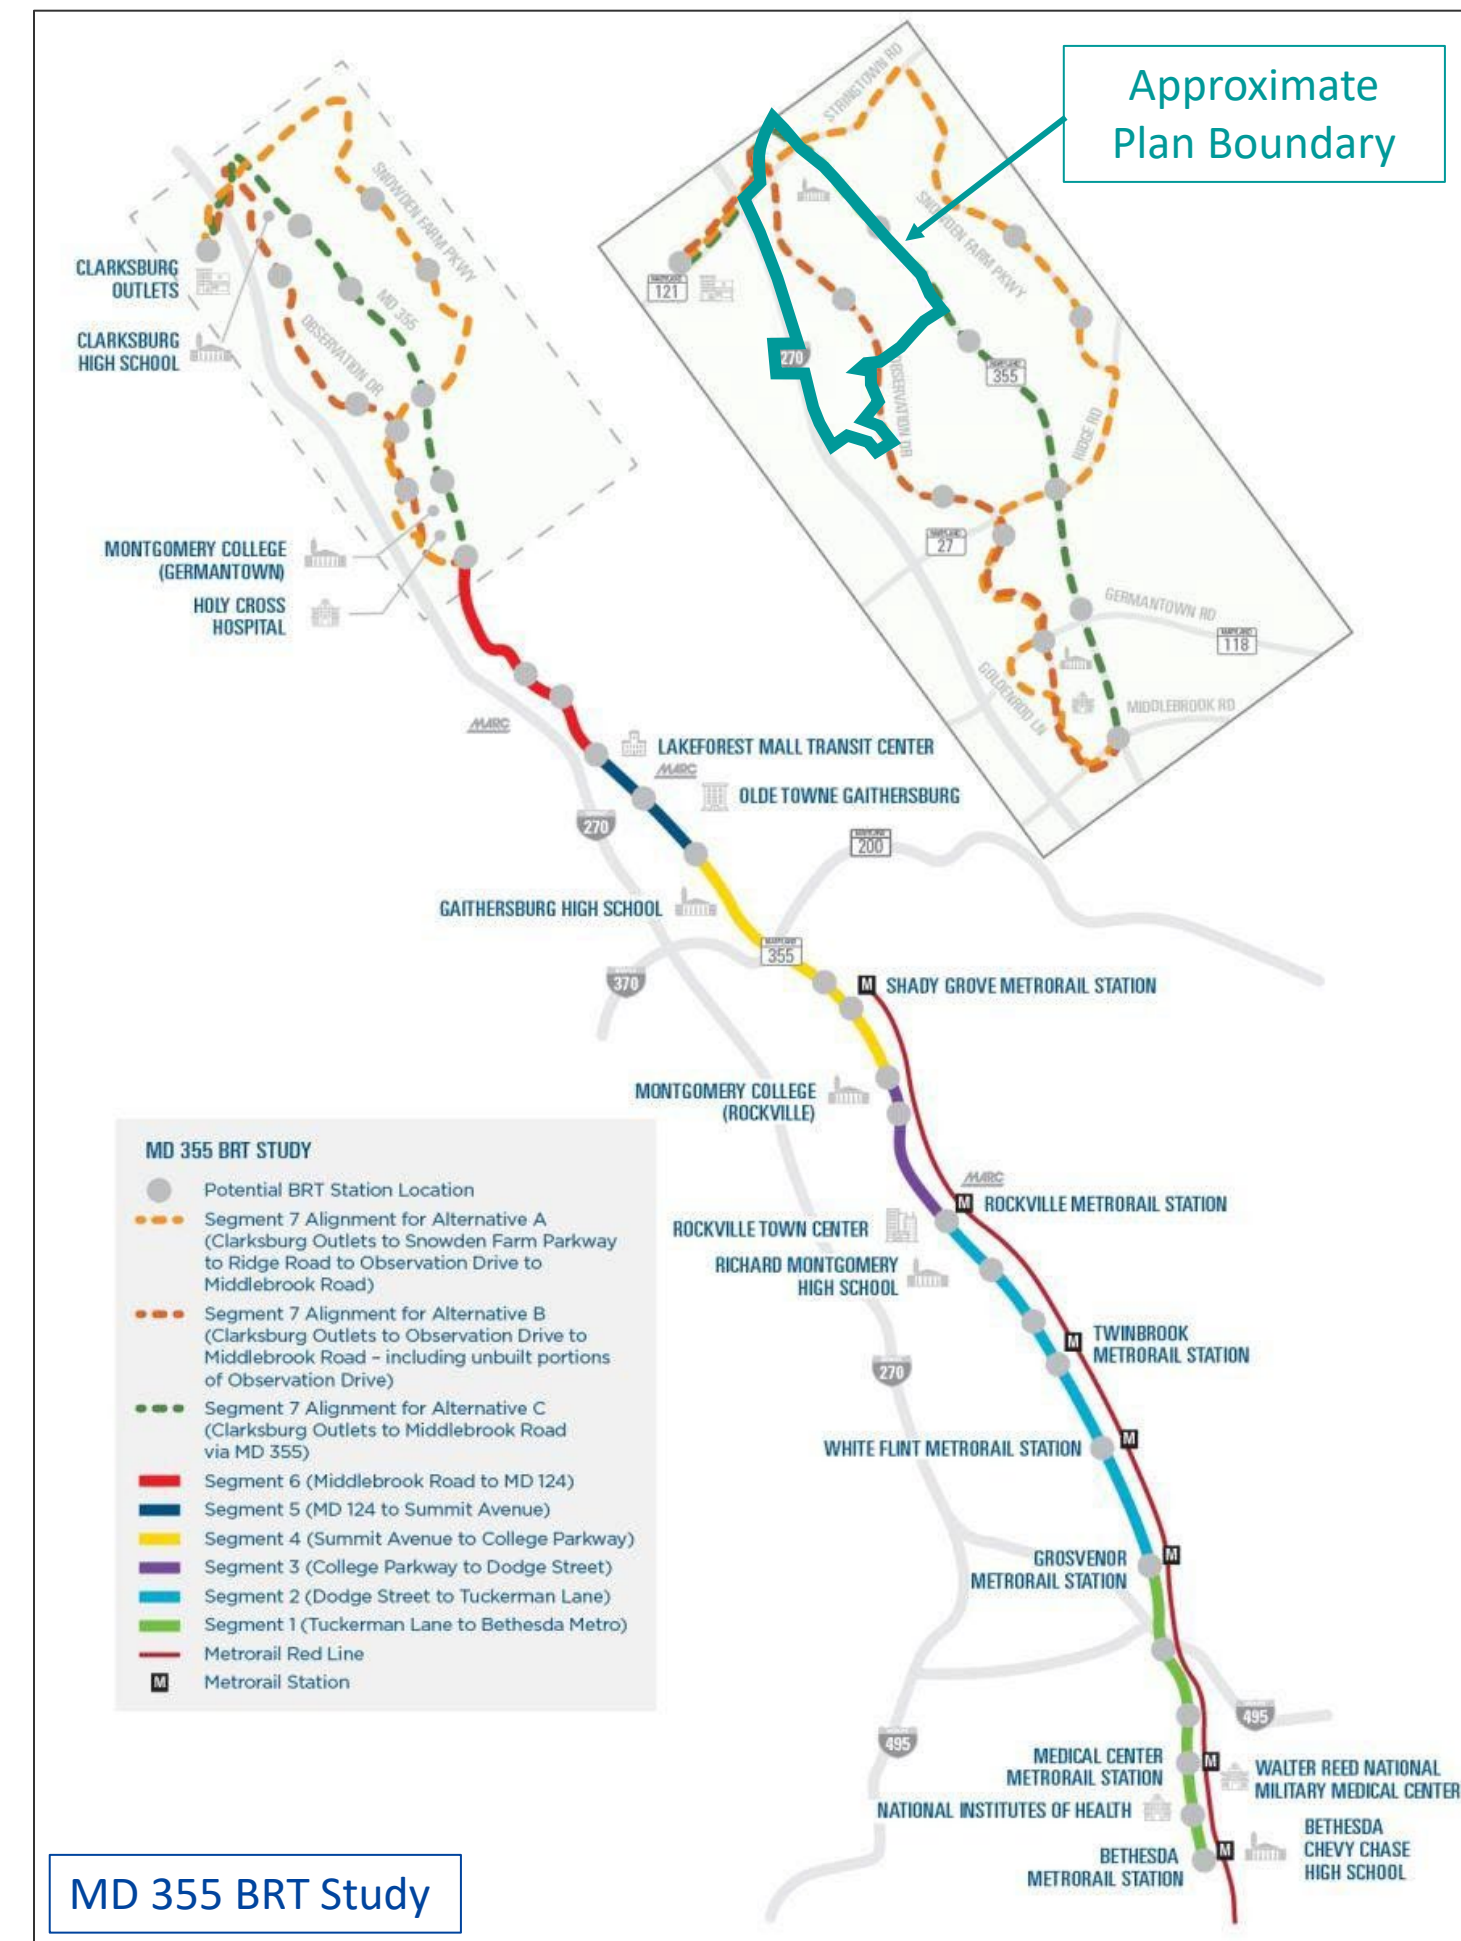 Approximate
Plan Boundary
STRINGTOWN RD
SNOWDEN FARM PKWY
SNOWDEN FARM PKWY
CLARKSBURG
OUTLETS
MARYLAND
121
MD 355
CLARKSBURG
HIGH SCHOOL
OBSERVATION DR
270
OBSERVATION DR
MARYLAND
355
RIDGE RD
MARYLAND
27
MONTGOMERY COLLEGE
(GERMANTOWN)
HOLY CROSS
HOSPITAL
GERMANTOWN RD
MARYLAND
118
GOLDENROD LN
MIDDLEBROOK RD
MARC
LAKEFOREST MALL TRANSIT CENTER
MARC
OLDE TOWNE GAITHERSBURG
270
MARYLAND
200
GAITHERSBURG HIGH SCHOOL
MARYLAND
355
370
M SHADY GROVE METRORAIL STATION
MONTGOMERY COLLEGE
(ROCKVILLE)
MARC
M ROCKVILLE METRORAIL STATION
ROCKVILLE TOWN CENTER
RICHARD MONTGOMERY
HIGH SCHOOL
M TWINBROOK
METRORAIL STATION
270
WHITE FLINT METRORAIL STATION
M
GROSVENOR
METRORAIL STATION
M
495
495
MEDICAL CENTER
METRORAIL STATION
M
WALTER REED NATIONAL
MILITARY MEDICAL CENTER
NATIONAL INSTITUTES OF HEALTH
BETHESDA
METRORAIL STATION
M
BETHESDA
CHEVY CHASE
HIGH SCHOOL
MD 355 BRT STUDY
Potential BRT Station Location
Segment 7 Alignment for Alternative A
(Clarksburg Outlets to Snowden Farm Parkway
to Ridge Road to Observation Drive to
Middlebrook Road)
Segment 7 Alignment for Alternative B
(Clarksburg Outlets to Observation Drive to
Middlebrook Road – including unbuilt portions
of Observation Drive)
Segment 7 Alignment for Alternative C
(Clarksburg Outlets to Middlebrook Road
via MD 355)
Segment 6 (Middlebrook Road to MD 124)
Segment 5 (MD 124 to Summit Avenue)
Segment 4 (Summit Avenue to College Parkway)
Segment 3 (College Parkway to Dodge Street)
Segment 2 (Dodge Street to Tuckerman Lane)
Segment 1 (Tuckerman Lane to Bethesda Metro)
Metrorail Red Line
M Metrorail Station
MD 355 BRT Study